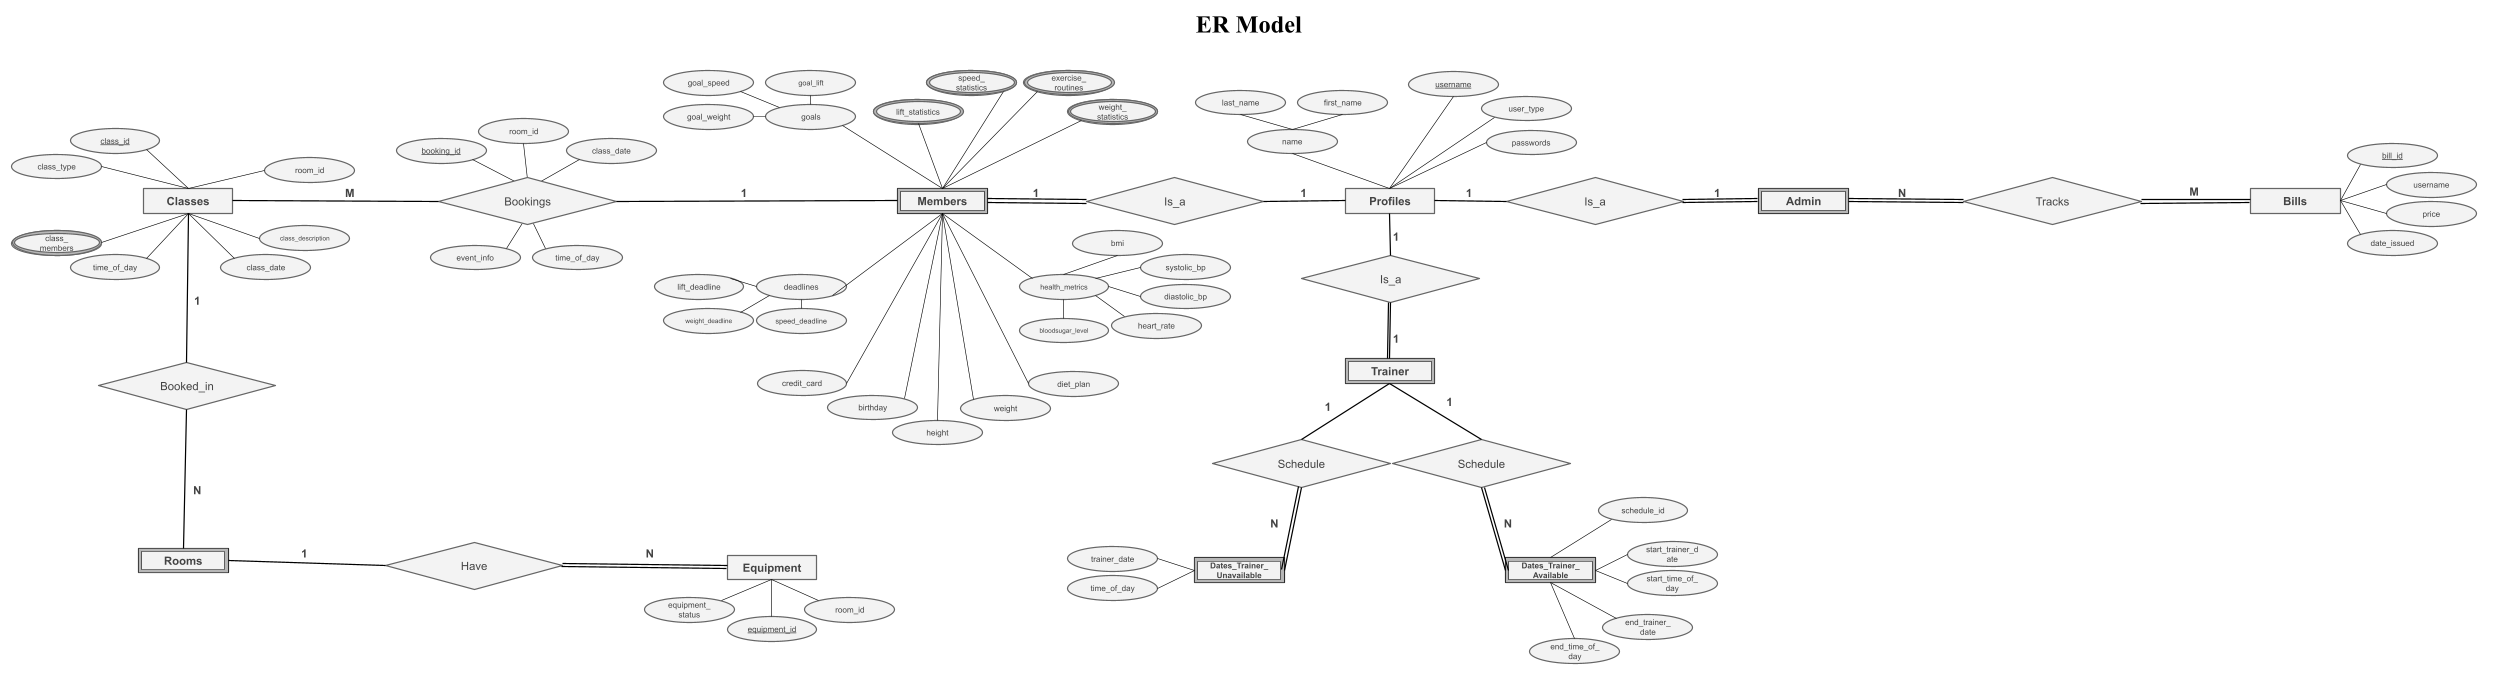 ER Model
goal_speed
goal_lift
goal_weight
goals
speed_
statistics
exercise_
routines
lift_statistics
weight_
statistics
last_name
first_name
name
username
user_type
passwords
class_id
class_type
room_id
booking_id
room_id
class_date
bill_id
username
price
date_issued
Classes
M
Bookings
1
Members
1
Is_a
1
Profiles
1
Is_a
1
Admin
N
Tracks
M
Bills
class_
members
time_of_day
class_description
class_date
event_info
time_of_day
1
Is_a
1
bmi
systolic_bp
health_metrics
diastolic_bp
heart_rate
bloodsugar_level
lift_deadline
deadlines
weight_deadline
speed_deadline
credit_card
birthday
height
weight
diet_plan
1
Booked_in
N
Trainer
1
1
Schedule
Schedule
N
N
Rooms
1
Have
N
Equipment
equipment_
status
equipment_id
room_id
trainer_date
time_of_day
Dates_Trainer_
Unavailable
Dates_Trainer_
Available
schedule_id
start_trainer_d
ate
start_time_of_
day
end_trainer_
date
end_time_of_
day